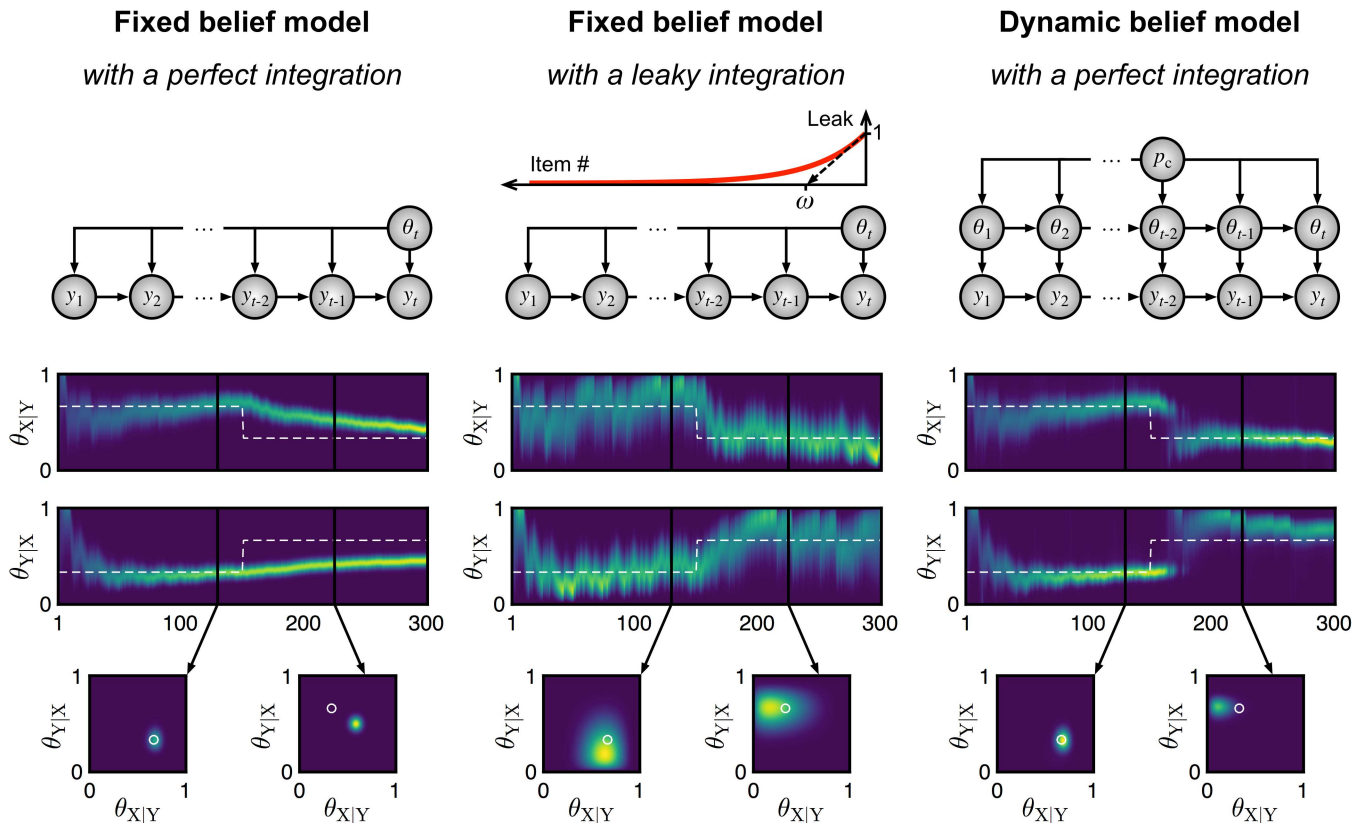 Fixed belief model
with a perfect integration
Fixed belief model
with a leaky integration
Dynamic belief model
with a perfect integration
Leak
1
Item #
ω
... θt
y1 y2 ... yt-2 yt-1 yt
... θt
y1 y2 ... yt-2 yt-1 yt
... pc
θ1 θ2 ... θt-2 θt-1 θt
y1 y2 ... yt-2 yt-1 yt
1
θX|Y
0
1
θX|Y
0
1
θX|Y
0
1
θY|X
0
1 100 200 300
1
θY|X
0
1 100 200 300
1
θY|X
0
1 100 200 300
1
θY|X
0
0 1
θX|Y
1
θY|X
0
0 1
θX|Y
1
θY|X
0
0 1
θX|Y
1
θY|X
0
0 1
θX|Y
1
θY|X
0
0 1
θX|Y
1
θY|X
0
0 1
θX|Y